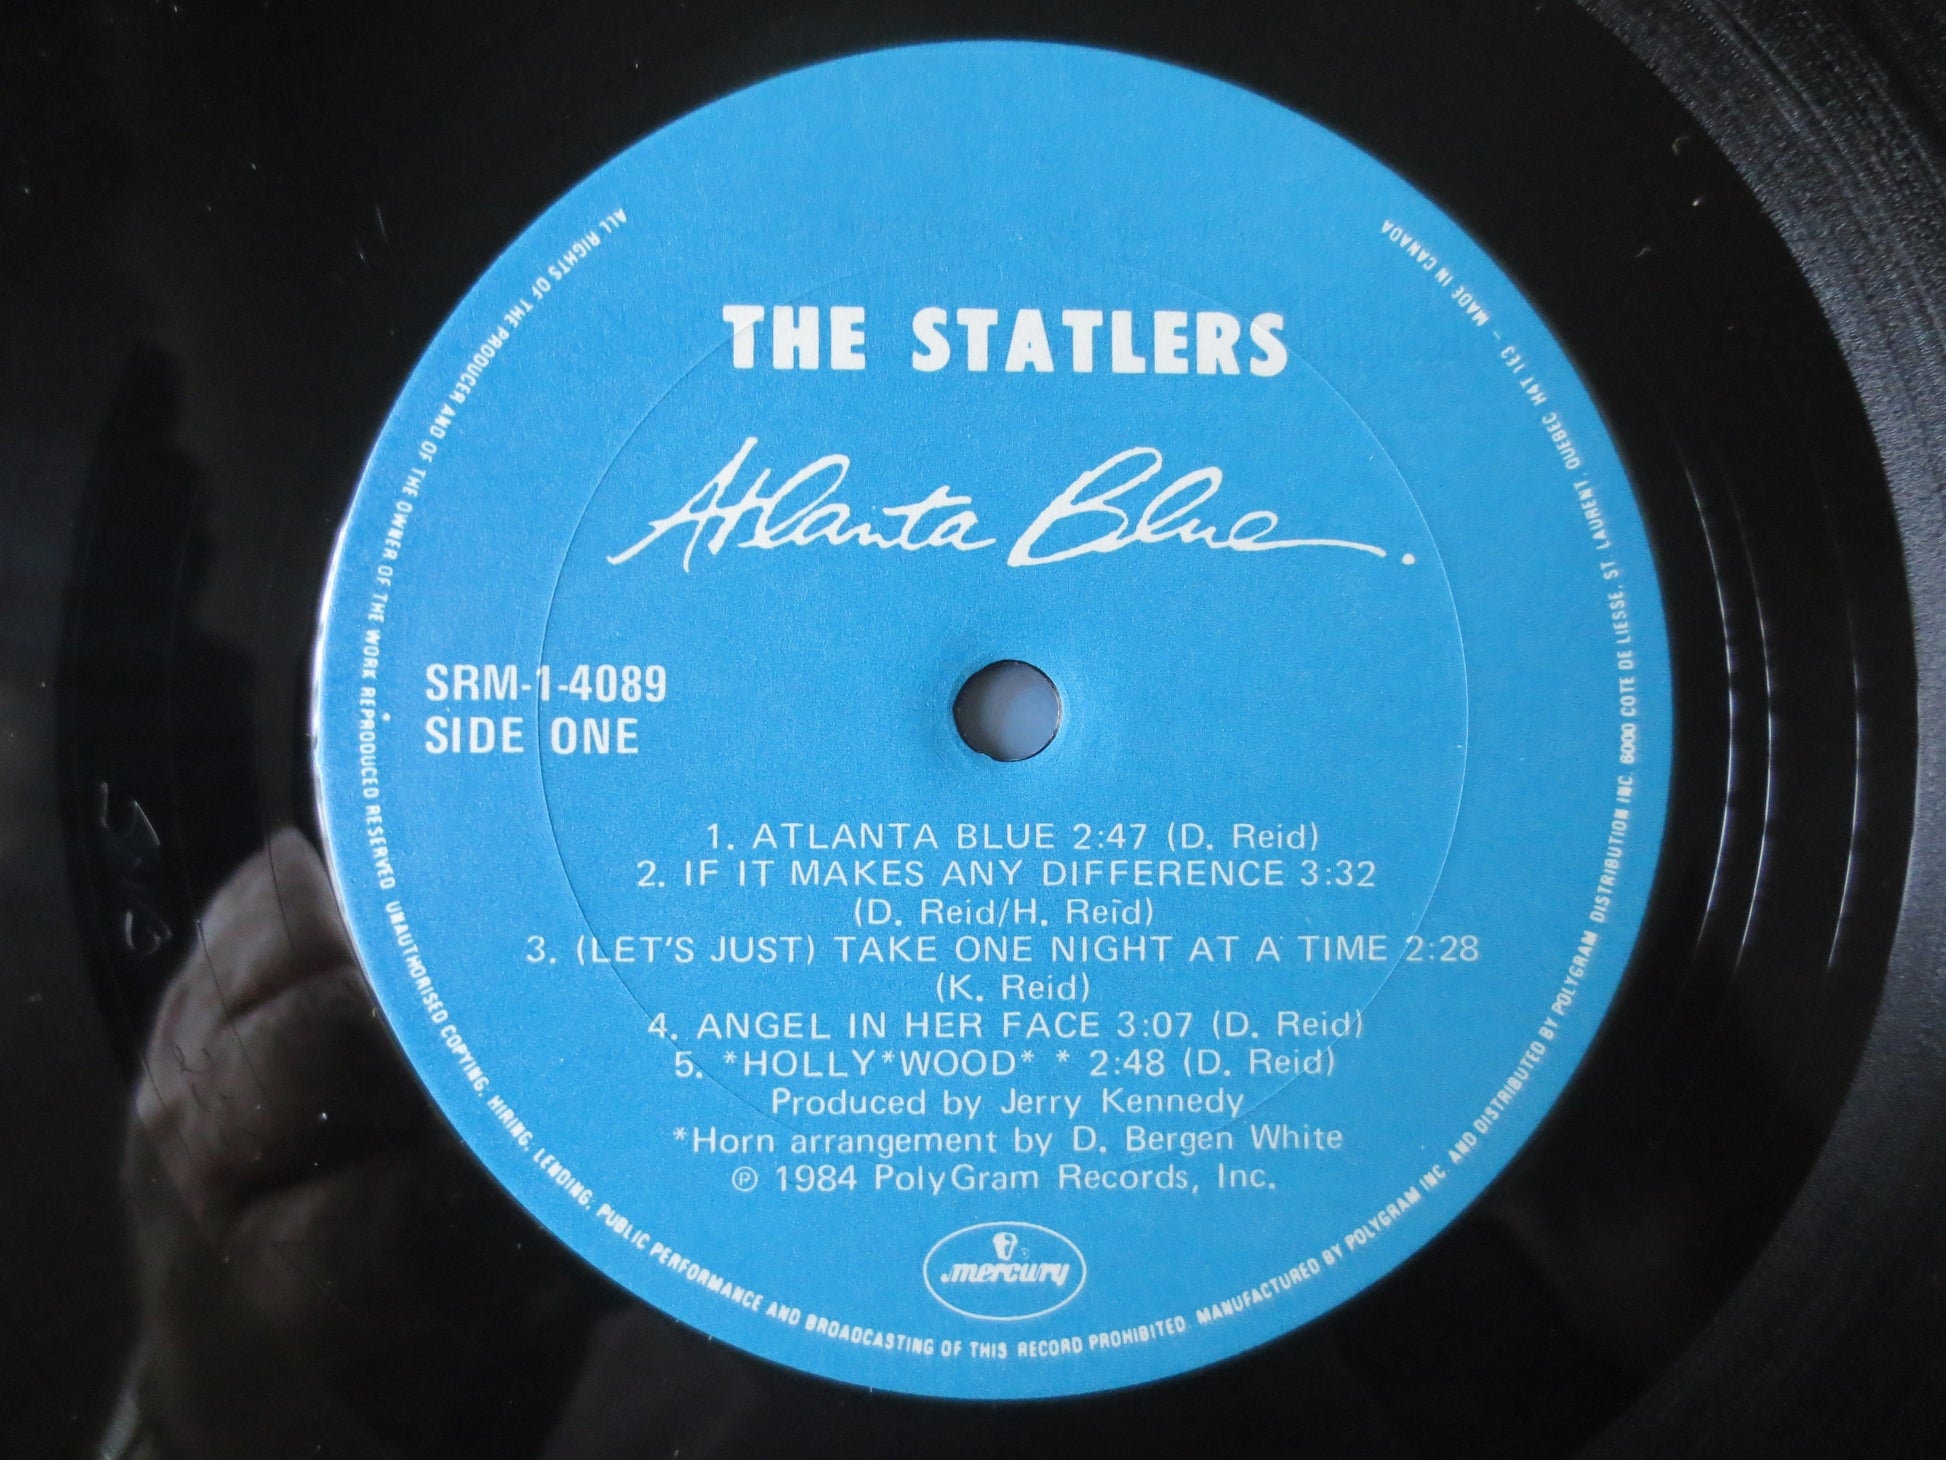 THE STATLERS
Atlanta Blue.
SRM-1-4089
SIDE ONE
1. ATLANTA BLUE 2:47 (D. Reid)
2. IF IT MAKES ANY DIFFERENCE 3:32
(D. Reid/H. Reid)
3. (LET'S JUST) TAKE ONE NIGHT AT A TIME 2:28
(K. Reid)
4. ANGEL IN HER FACE 3:07 (D. Reid)
5. *HOLLY*WOOD* * 2:48 (D. Reid)
Produced by Jerry Kennedy
*Horn arrangement by D. Bergen White
℗ 1984 PolyGram Records, Inc.
mercury ®
ALL RIGHTS OF THE PRODUCER AND OF THE OWNER OF THE WORK REPRODUCED RESERVED UNAUTHORISED COPYING, HIRING, LENDING, PUBLIC PERFORMANCE AND BROADCASTING OF THIS RECORD PROHIBITED. MANUFACTURED BY POLYGRAM INC. AND DISTRIBUTED BY POLYGRAM DISTRIBUTION INC. 6000 COTE DE LIESSE, ST. LAURENT, QUEBEC H4T 1E3 – MADE IN CANADA